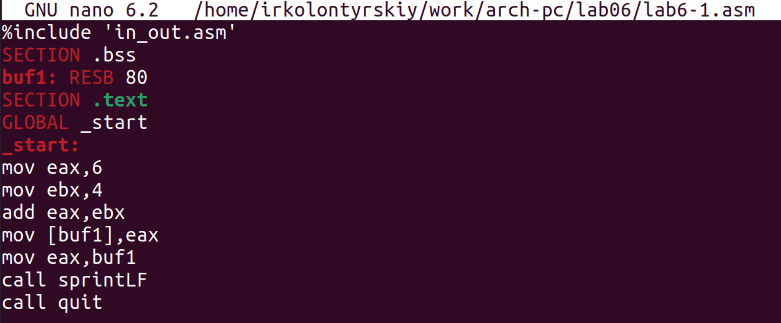 GNU nano 6.2 /home/irkolontyrskiy/work/arch-pc/lab06/lab6-1.asm
%include 'in_out.asm'
SECTION .bss
buf1: RESB 80
SECTION .text
GLOBAL _start
_start:
mov eax,6
mov ebx,4
add eax,ebx
mov [buf1],eax
mov eax,buf1
call sprintLF
call quit